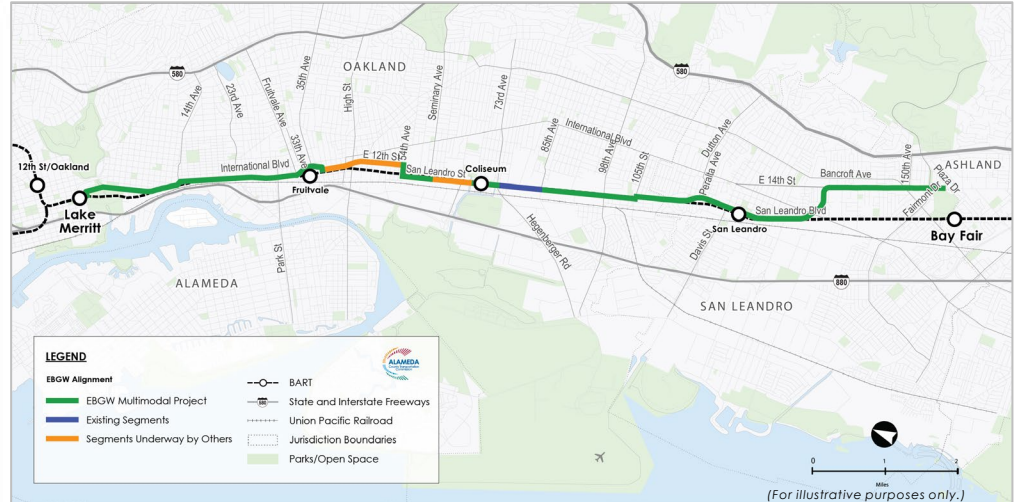 580
OAKLAND
580
14th Ave
23rd Ave
Fruitvale Ave
35th Ave
High St
Seminary Ave
73rd Ave
33th Ave
International Blvd
E 12th St
54th Ave
San Leandro St
Coliseum
85th Ave
International Blvd
98th Ave
105th St
Dutton Ave
Peralta Ave
E 14th St
Bancroft Ave
150th Ave
ASHLAND
Plaza Dr
Fairmont Dr
12th St/Oakland
Lake
Merritt
Fruitvale
San Leandro
San Leandro Blvd
Bay Fair
Park St
Hegenberger Rd
Davis St
ALAMEDA
880
SAN LEANDRO
LEGEND
EBGW Alignment
EBGW Multimodal Project
Existing Segments
Segments Underway by Others
ALAMEDA
BART
580
State and Interstate Freeways
Union Pacific Railroad
Jurisdiction Boundaries
Parks/Open Space
0 1 2
Miles
(For illustrative purposes only.)